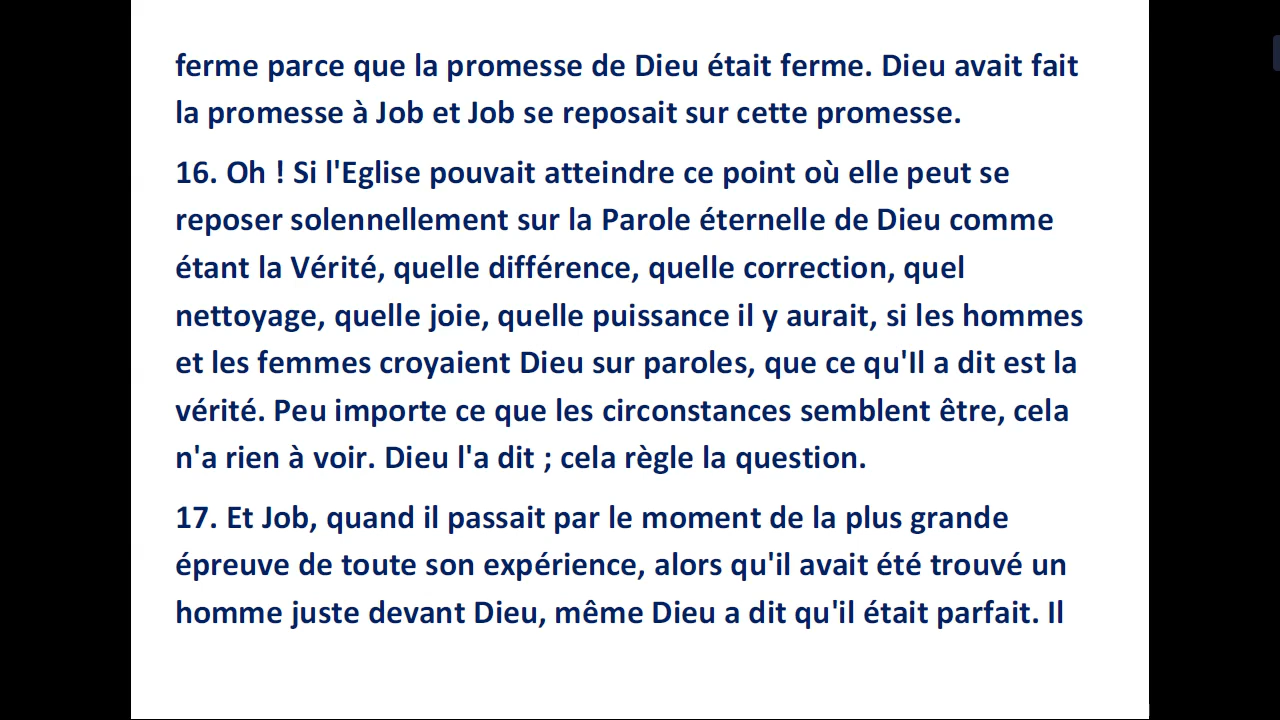 ferme parce que la promesse de Dieu était ferme. Dieu avait fait
la promesse à Job et Job se reposait sur cette promesse.
16. Oh ! Si l'Eglise pouvait atteindre ce point où elle peut se
reposer solennellement sur la Parole éternelle de Dieu comme
étant la Vérité, quelle différence, quelle correction, quel
nettoyage, quelle joie, quelle puissance il y aurait, si les hommes
et les femmes croyaient Dieu sur paroles, que ce qu'Il a dit est la
vérité. Peu importe ce que les circonstances semblent être, cela
n'a rien à voir. Dieu l'a dit ; cela règle la question.
17. Et Job, quand il passait par le moment de la plus grande
épreuve de toute son expérience, alors qu'il avait été trouvé un
homme juste devant Dieu, même Dieu a dit qu'il était parfait. Il